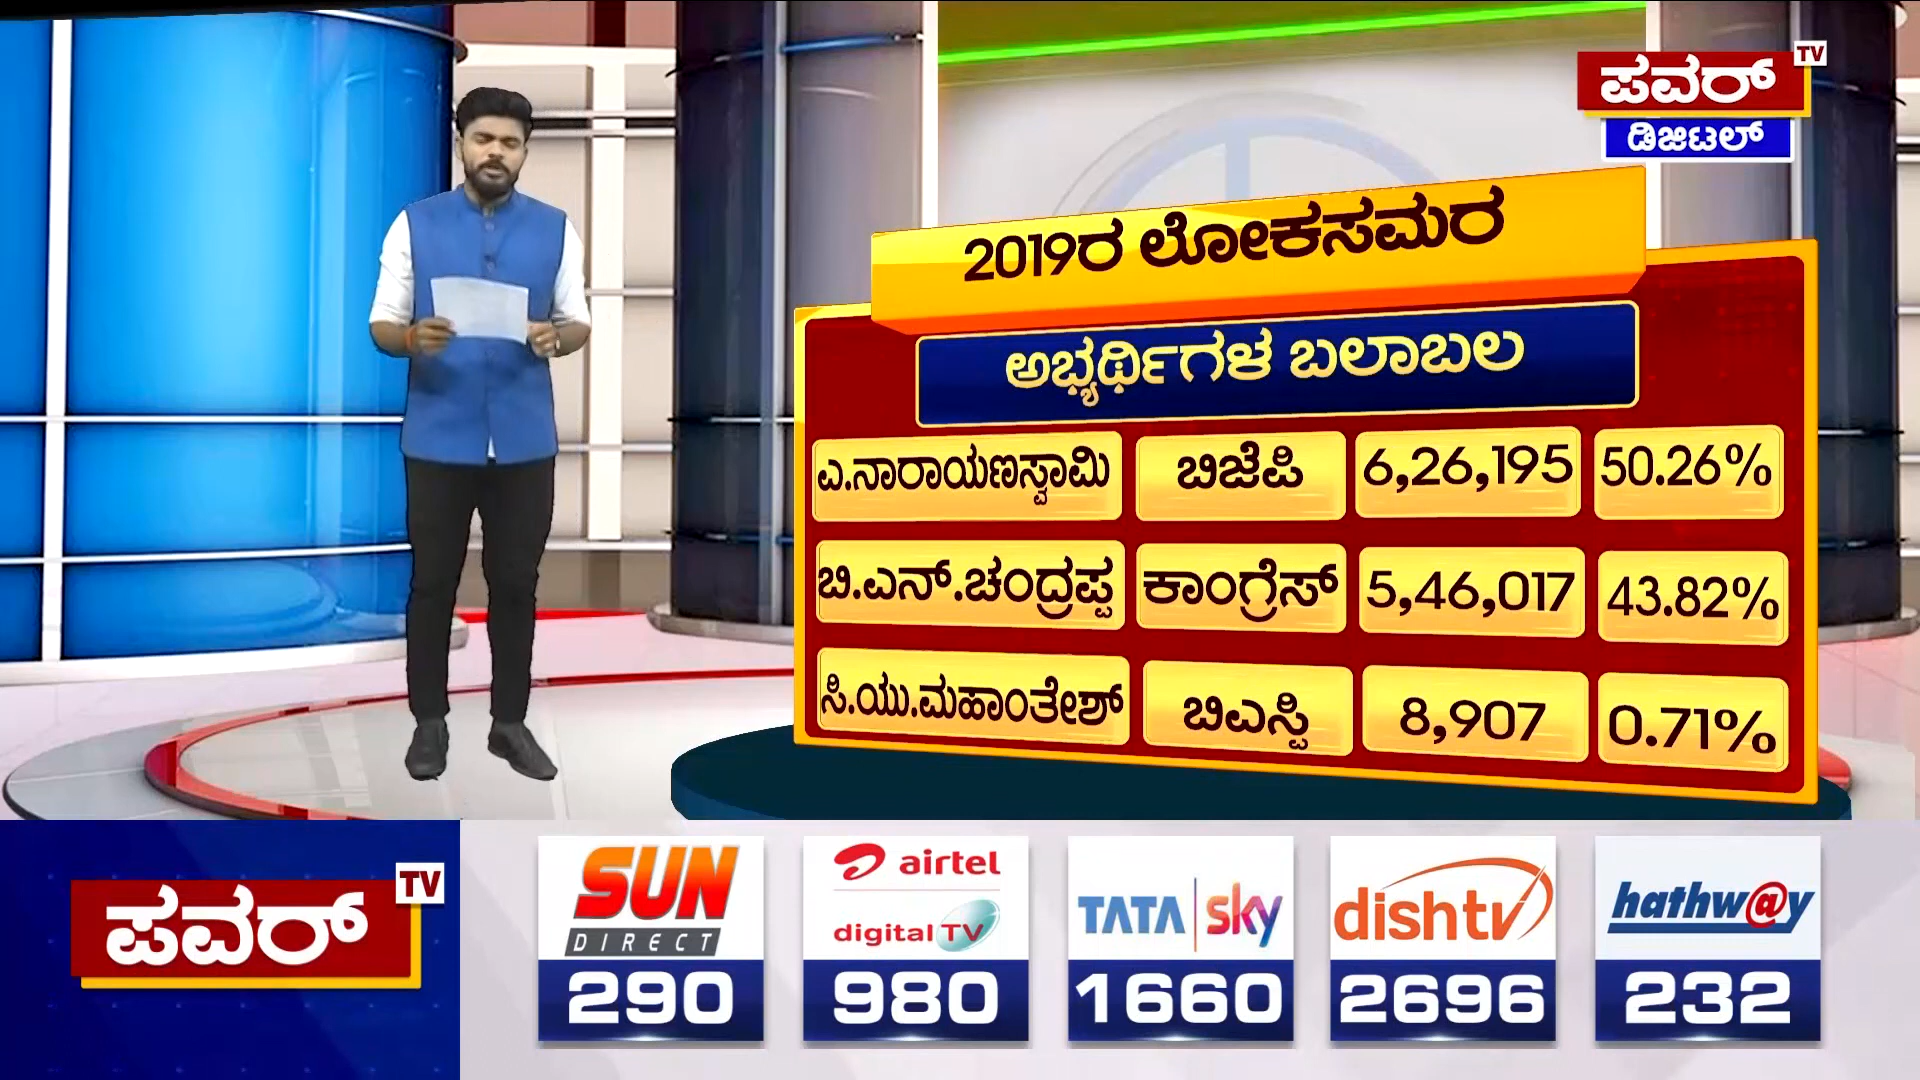 ಪವರ್ TV
ಡಿಜಿಟಲ್
2019ರ ಲೋಕಸಮರ
ಅಭ್ಯರ್ಥಿಗಳ ಬಲಾಬಲ
ಎ.ನಾರಾಯಣಸ್ವಾಮಿ ಬಿಜೆಪಿ 6,26,195 50.26%
ಬಿ.ಎನ್.ಚಂದ್ರಪ್ಪ ಕಾಂಗ್ರೆಸ್ 5,46,017 43.82%
ಸಿ.ಯು.ಮಹಾಂತೇಶ್ ಬಿಎಸ್ಪಿ 8,907 0.71%
ಪವರ್ TV
SUN DIRECT
290
airtel digital TV
980
TATA sky
1660
dishtv
2696
hathw@y
232